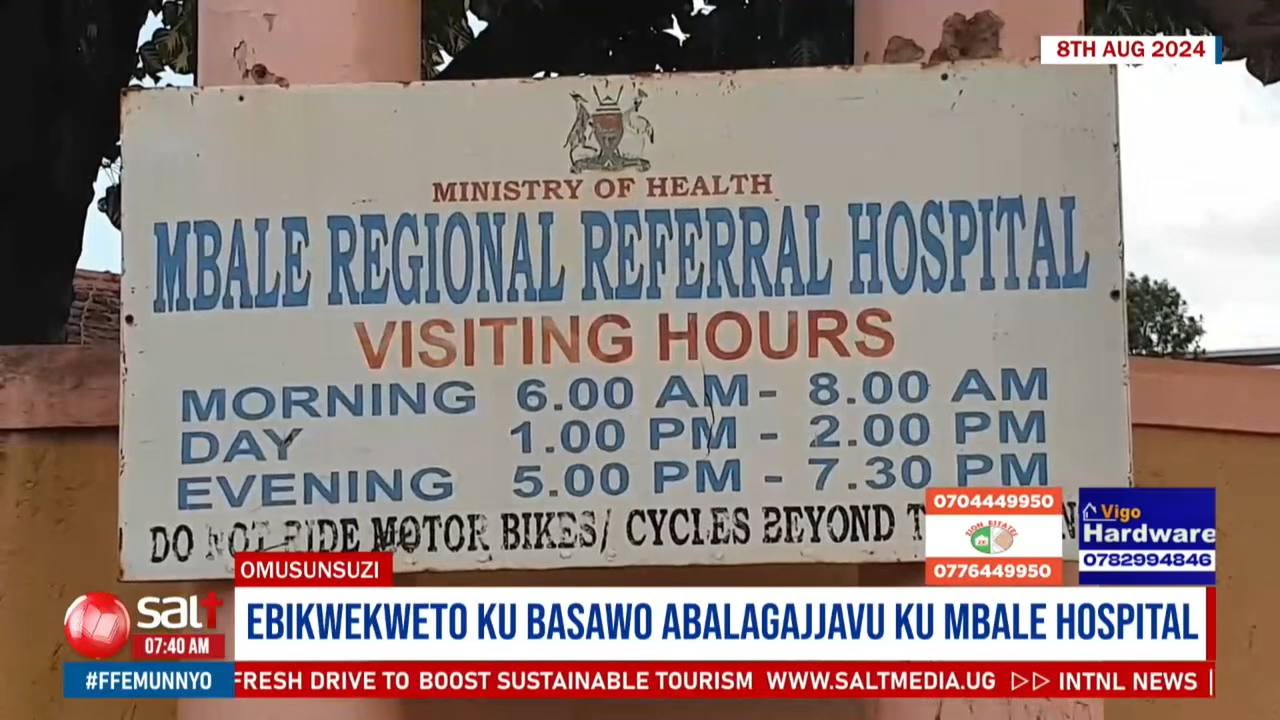 8TH AUG 2024
MINISTRY OF HEALTH
MBALE REGIONAL REFERRAL HOSPITAL
VISITING HOURS
MORNING 6.00 AM - 8.00 AM
DAY 1.00 PM - 2.00 PM
EVENING 5.00 PM - 7.30 PM
DO NOT RIDE MOTOR BIKES/ CYCLES BEYOND
0704449950
ZION ESTATES
0776449950
Vigo
Hardware
0782994846
OMUSUNSUZI
EBIKWEKWETO KU BASAWO ABALAGAJJAVU KU MBALE HOSPITAL
salt
07:40 AM
#FFEMUNNYO
FRESH DRIVE TO BOOST SUSTAINABLE TOURISM WWW.SALTMEDIA.UG ▷▷ INTNL NEWS |